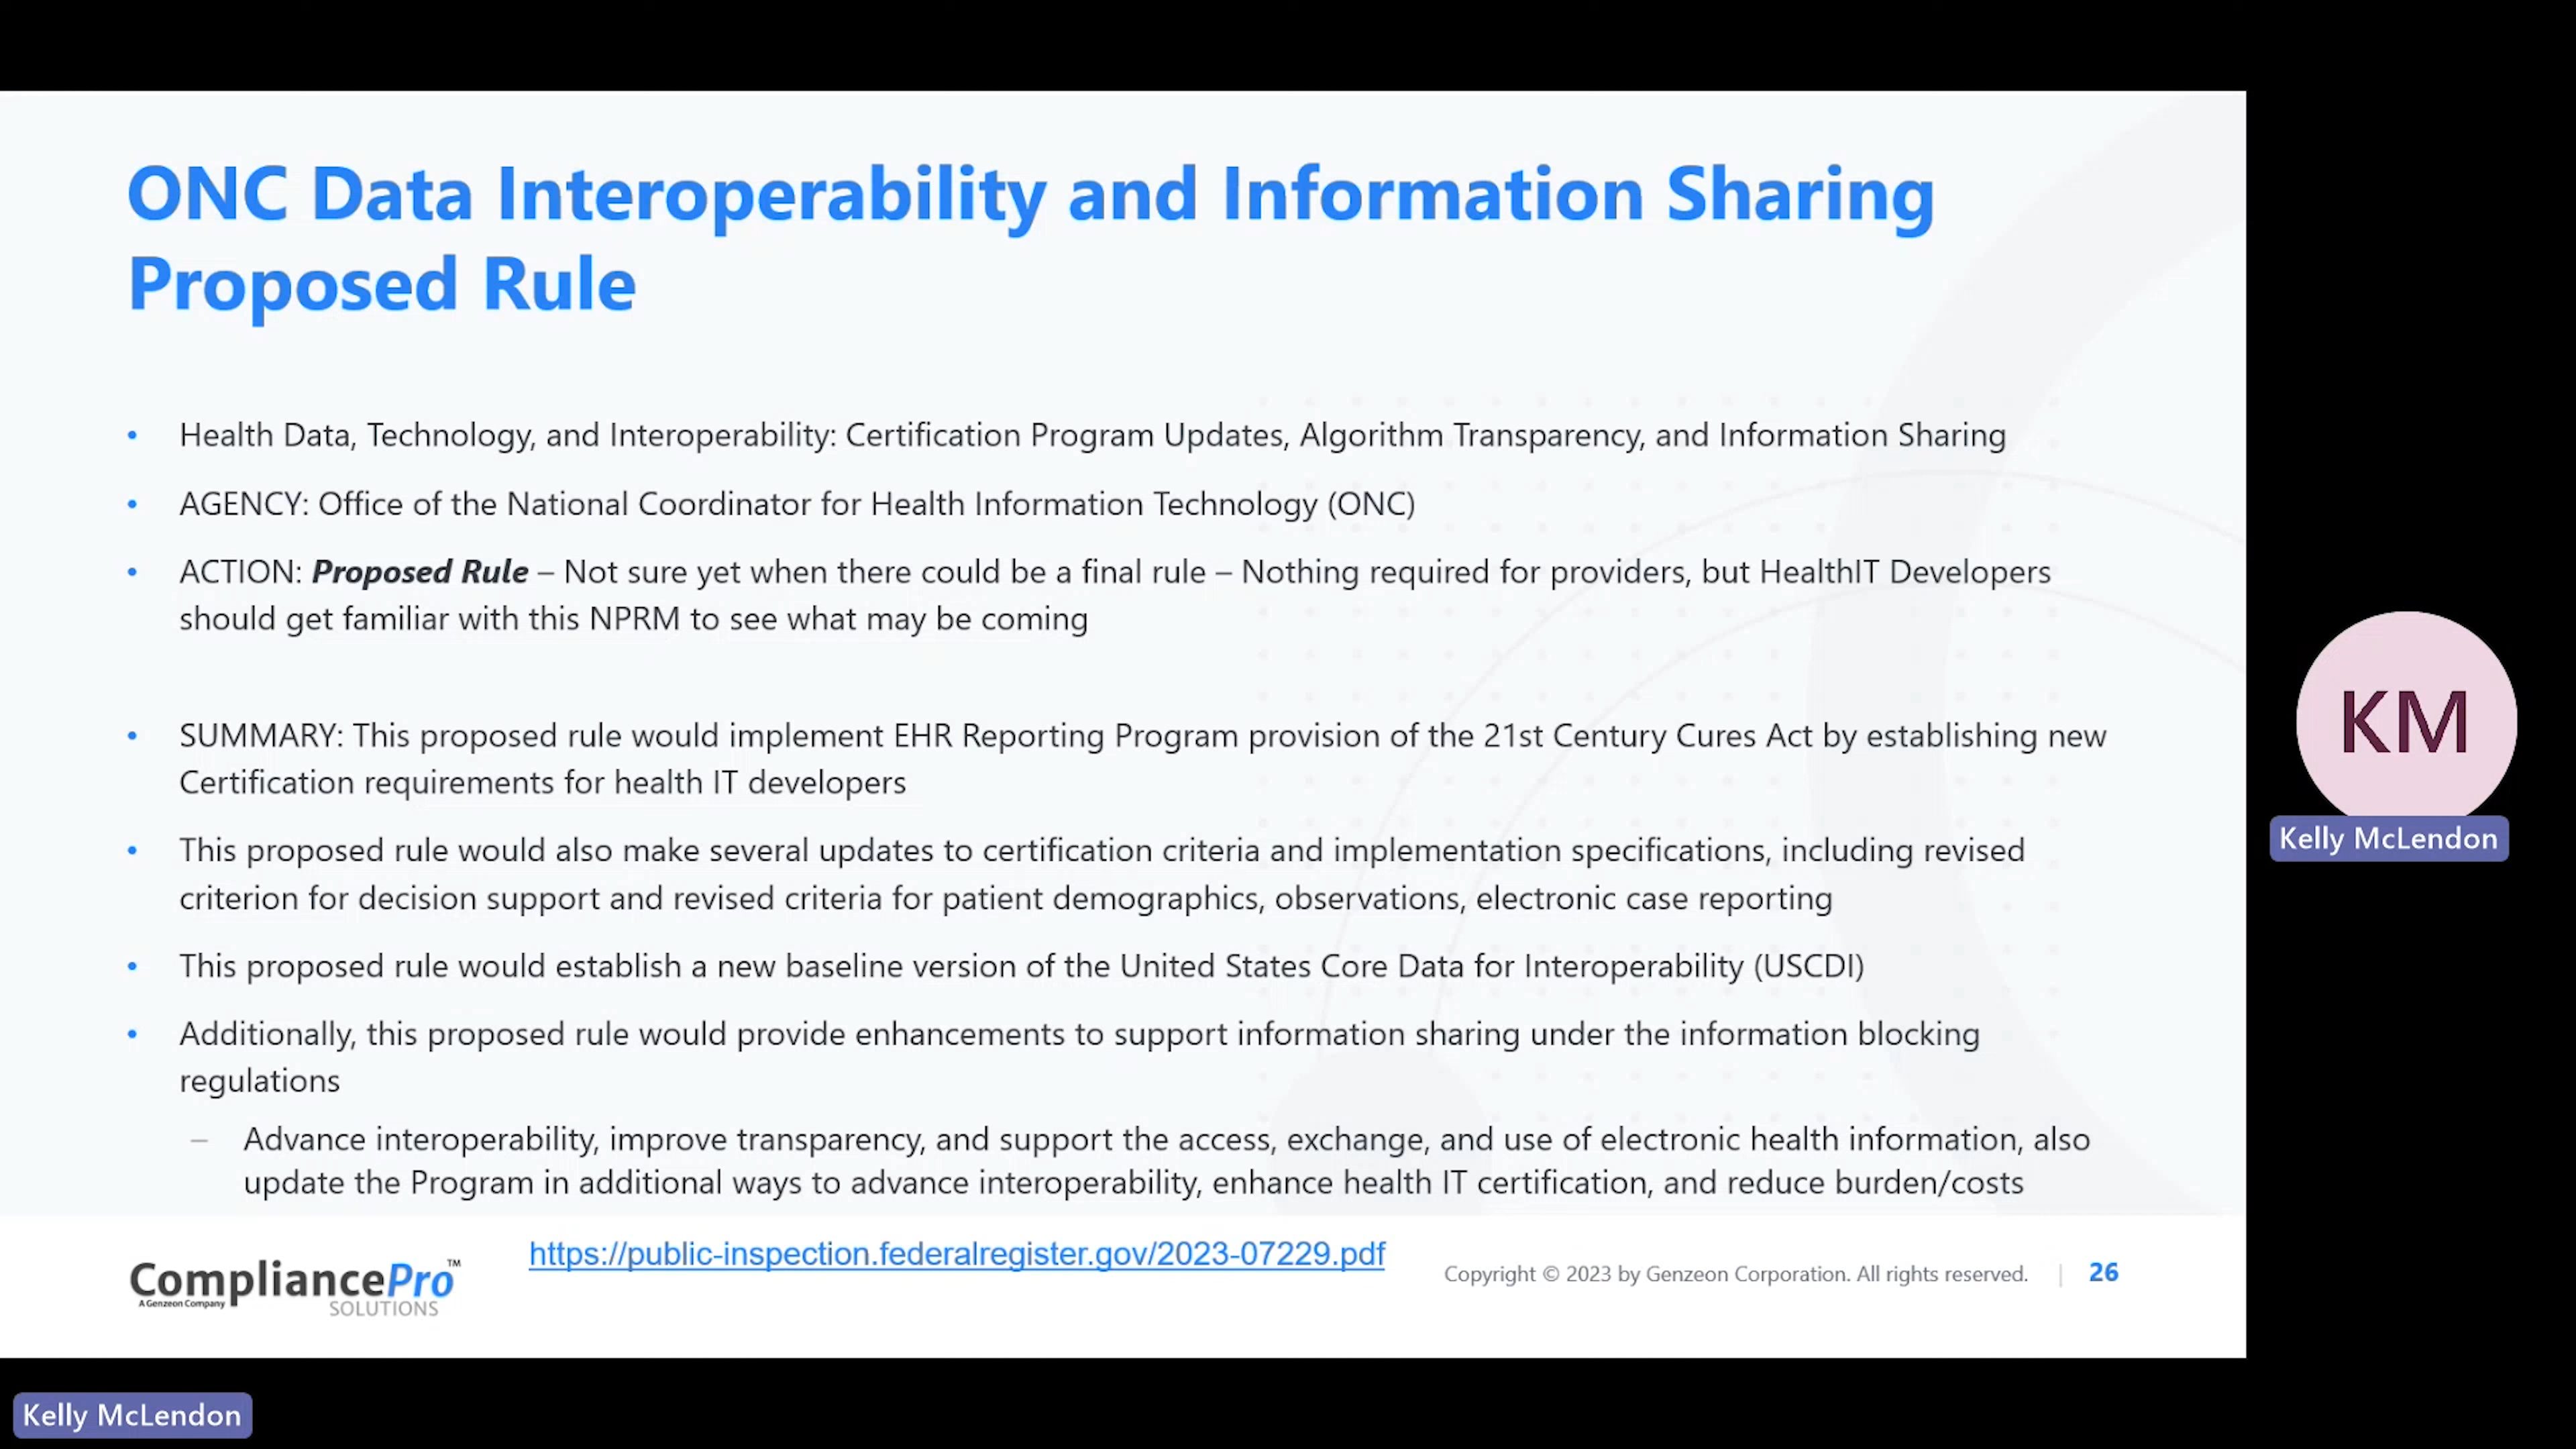 ONC Data Interoperability and Information Sharing
Proposed Rule
• Health Data, Technology, and Interoperability: Certification Program Updates, Algorithm Transparency, and Information Sharing
• AGENCY: Office of the National Coordinator for Health Information Technology (ONC)
• ACTION: Proposed Rule – Not sure yet when there could be a final rule – Nothing required for providers, but HealthIT Developers
should get familiar with this NPRM to see what may be coming
• SUMMARY: This proposed rule would implement EHR Reporting Program provision of the 21st Century Cures Act by establishing new
Certification requirements for health IT developers
• This proposed rule would also make several updates to certification criteria and implementation specifications, including revised
criterion for decision support and revised criteria for patient demographics, observations, electronic case reporting
• This proposed rule would establish a new baseline version of the United States Core Data for Interoperability (USCDI)
• Additionally, this proposed rule would provide enhancements to support information sharing under the information blocking
regulations
– Advance interoperability, improve transparency, and support the access, exchange, and use of electronic health information, also
update the Program in additional ways to advance interoperability, enhance health IT certification, and reduce burden/costs
CompliancePro™
A Genzeon Company
SOLUTIONS
https://public-inspection.federalregister.gov/2023-07229.pdf
Copyright © 2023 by Genzeon Corporation. All rights reserved. | 26
KM
Kelly McLendon
Kelly McLendon